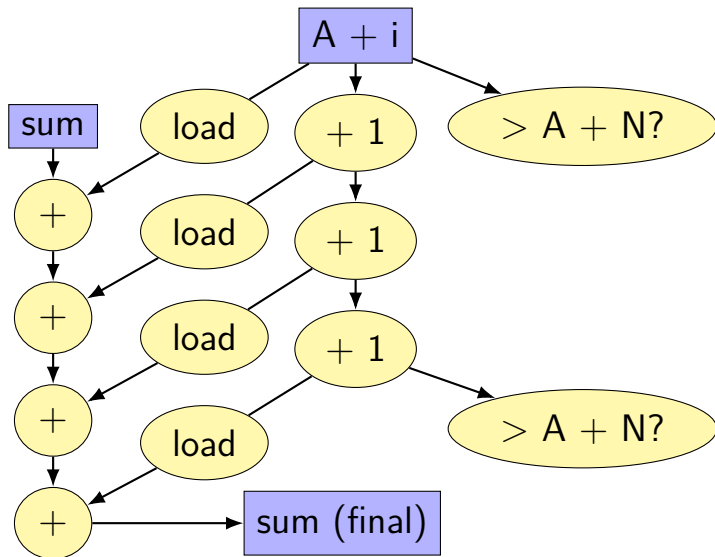 A + i
sum
load
+ 1
> A + N?
+
load
+ 1
+
load
+ 1
+
load
> A + N?
+
sum (final)